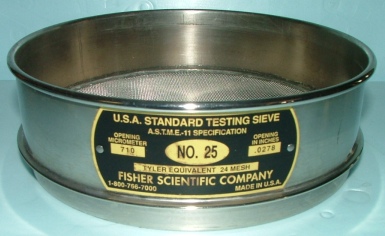 U.S.A. STANDARD TESTING SIEVE
A.S.T.M.E.-11 SPECIFICATION
OPENING
MICROMETER
710
NO. 25
OPENING
IN INCHES
.0278
TYLER EQUIVALENT 24 MESH
FISHER SCIENTIFIC COMPANY
1-800-766-7000
MADE IN U.S.A.